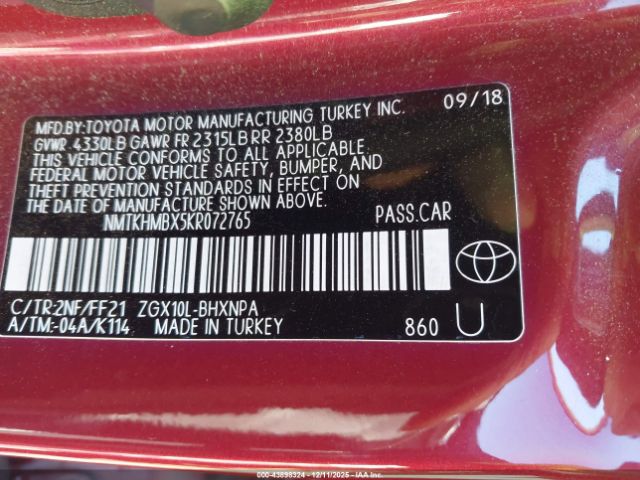 MFD.BY:TOYOTA MOTOR MANUFACTURING TURKEY INC. 09/18
GVWR. 4330LB GAWR FR 2315LB RR 2380LB
THIS VEHICLE CONFORMS TO ALL APPLICABLE
FEDERAL MOTOR VEHICLE SAFETY, BUMPER, AND
THEFT PREVENTION STANDARDS IN EFFECT ON
THE DATE OF MANUFACTURE SHOWN ABOVE.
NMTKHMBX5KR072765 PASS.CAR
C/TR:2NF/FF21 ZGX10L-BHXNPA
A/TM:-04A/K114 MADE IN TURKEY 860 U
000-43898324 - 12/11/2025 - IAA Inc.